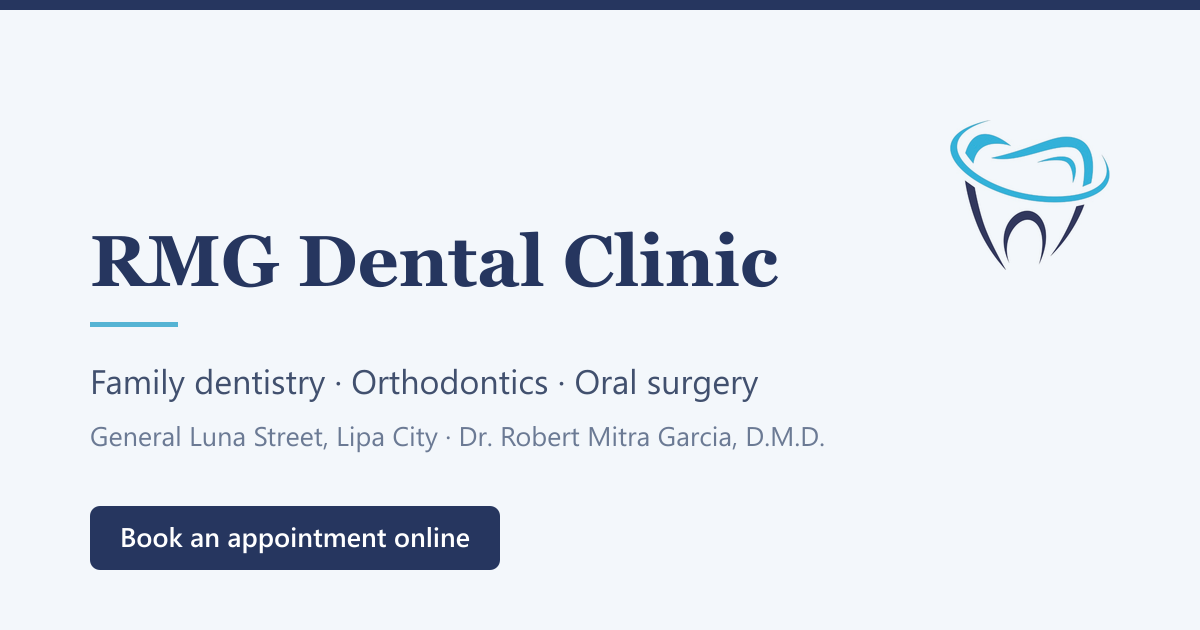 RMG Dental Clinic
Family dentistry · Orthodontics · Oral surgery
General Luna Street, Lipa City · Dr. Robert Mitra Garcia, D.M.D.
Book an appointment online